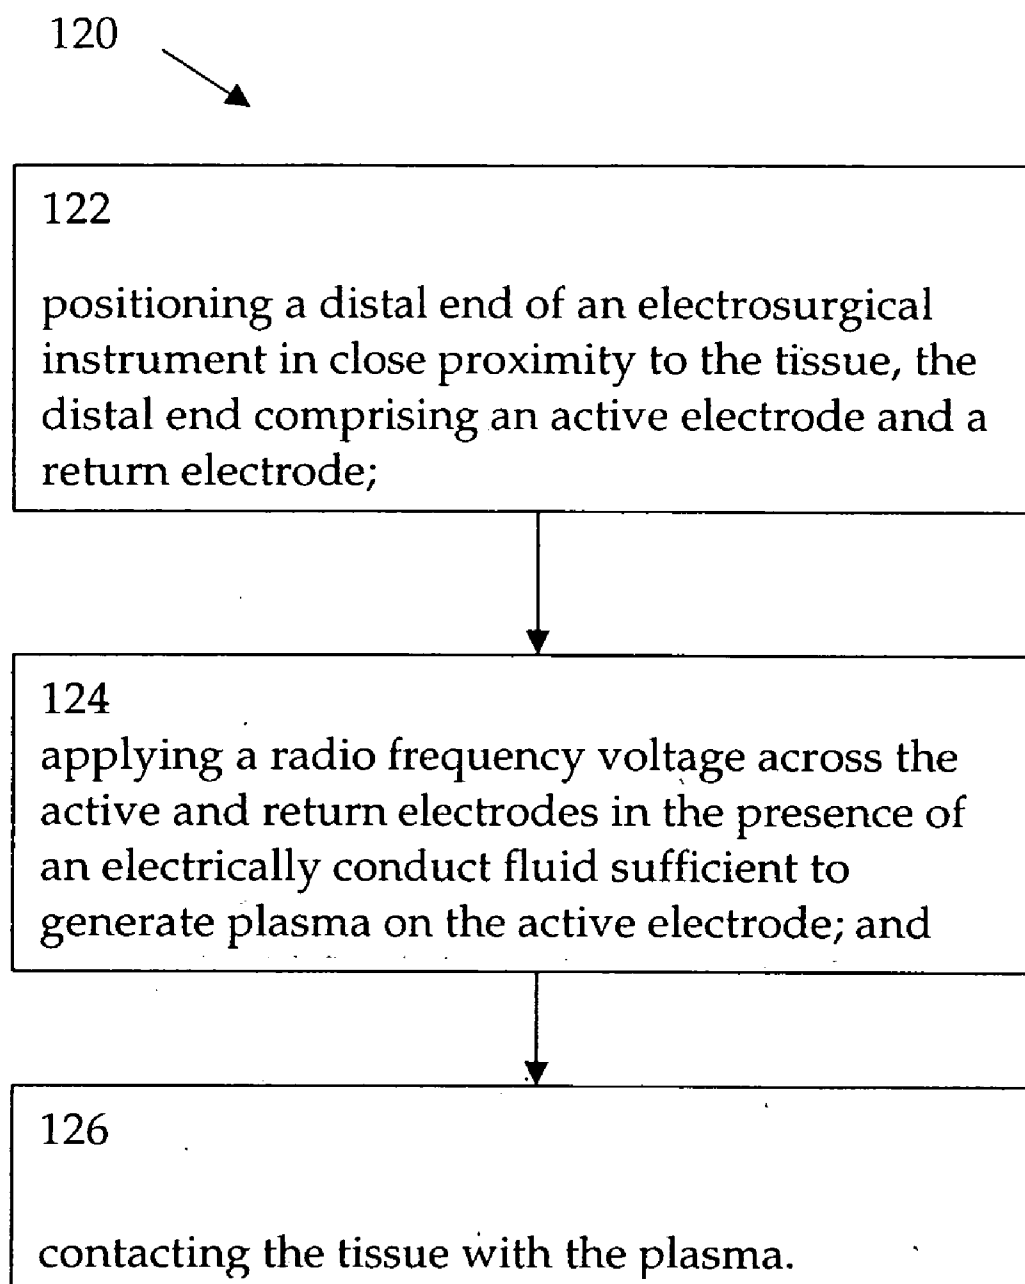 120
122
positioning a distal end of an electrosurgical
instrument in close proximity to the tissue, the
distal end comprising an active electrode and a
return electrode;
124
applying a radio frequency voltage across the
active and return electrodes in the presence of
an electrically conduct fluid sufficient to
generate plasma on the active electrode; and
126
contacting the tissue with the plasma.